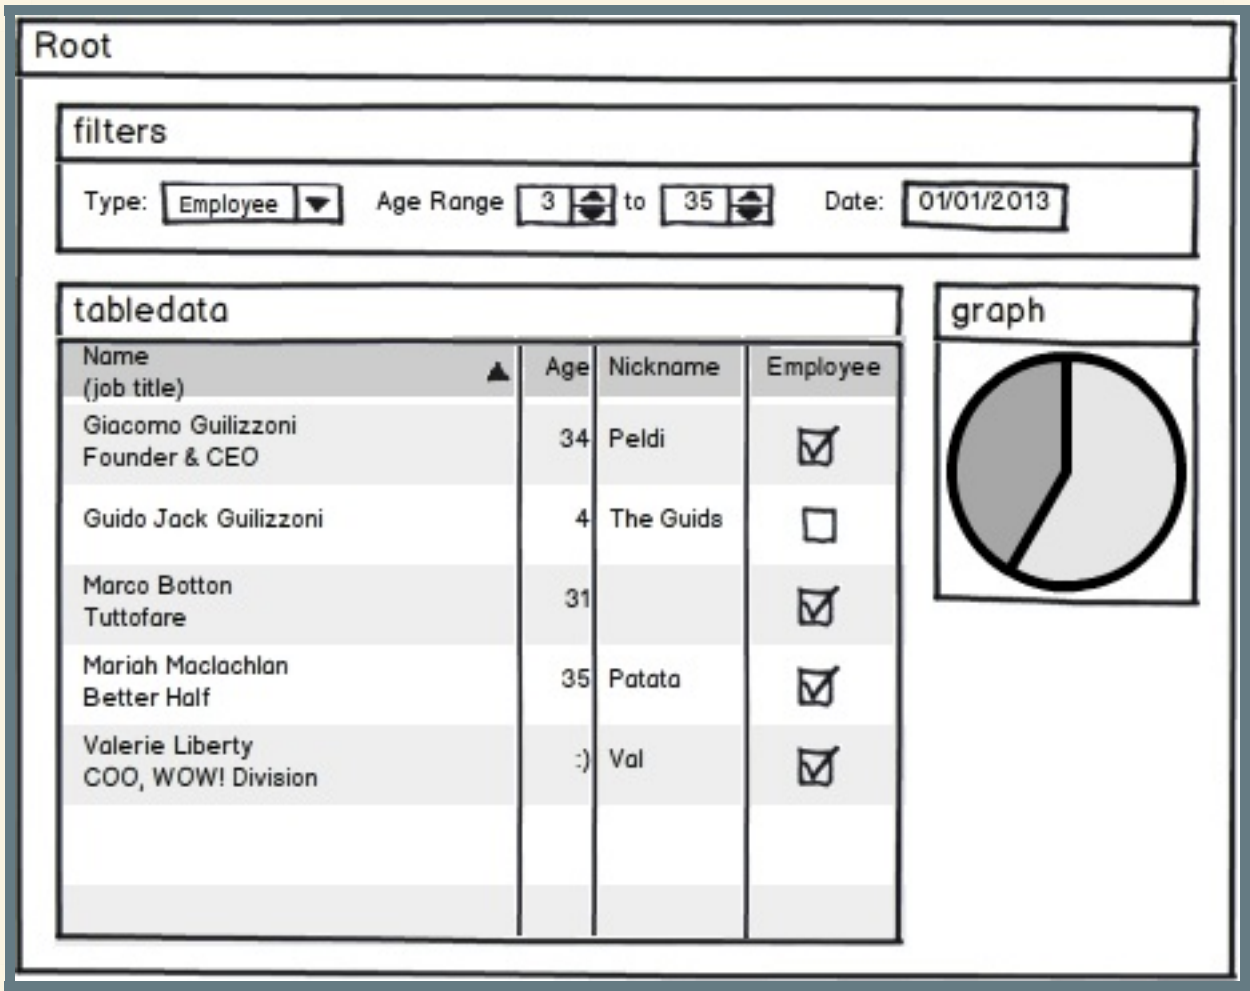 Root
filters
Type: Employee Age Range 3 to 35 Date: 01/01/2013
tabledata
graph
Name
(job title)
Age Nickname Employee
Giacomo Guilizzoni
Founder & CEO
34 Peldi
Guido Jack Guilizzoni 4 The Guids
Marco Botton
Tuttofare
31
Mariah Maclachlan
Better Half
35 Patata
Valerie Liberty
COO, WOW! Division
:) Val